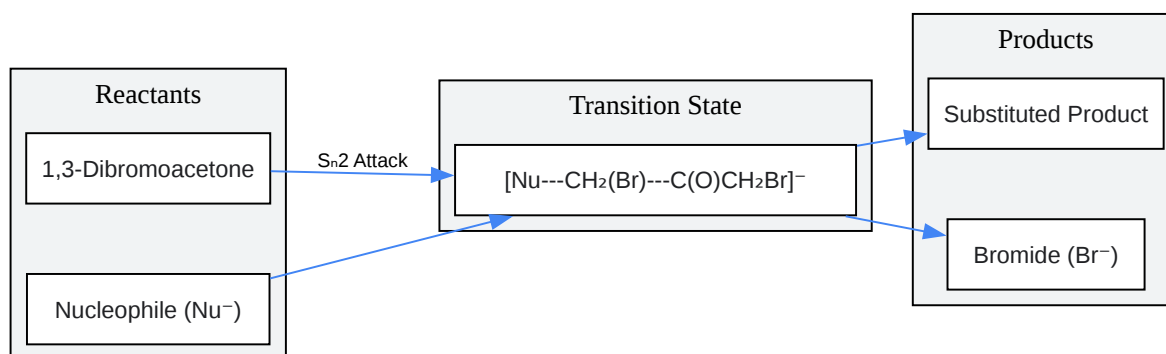 Reactants
1,3-Dibromoacetone
Nucleophile (Nu⁻)
Sₙ2 Attack
Transition State
[Nu---CH₂(Br)---C(O)CH₂Br]⁻
Products
Substituted Product
Bromide (Br⁻)